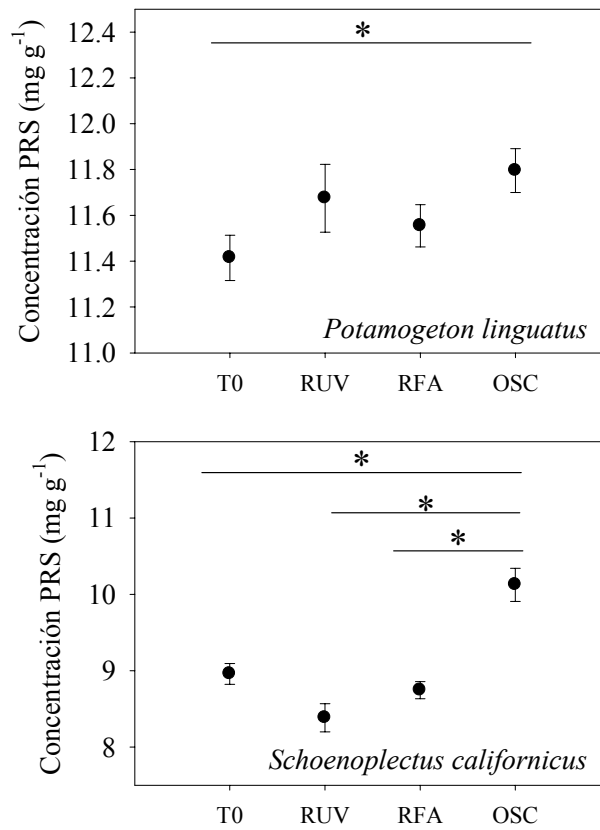 Concentración PRS (mg g-1)
12.4
12.2
12.0
11.8
11.6
11.4
11.2
11.0
*
Potamogeton linguatus
T0 RUV RFA OSC
Concentración PRS (mg g-1)
12
11
10
9
8
*
*
*
Schoenoplectus californicus
T0 RUV RFA OSC